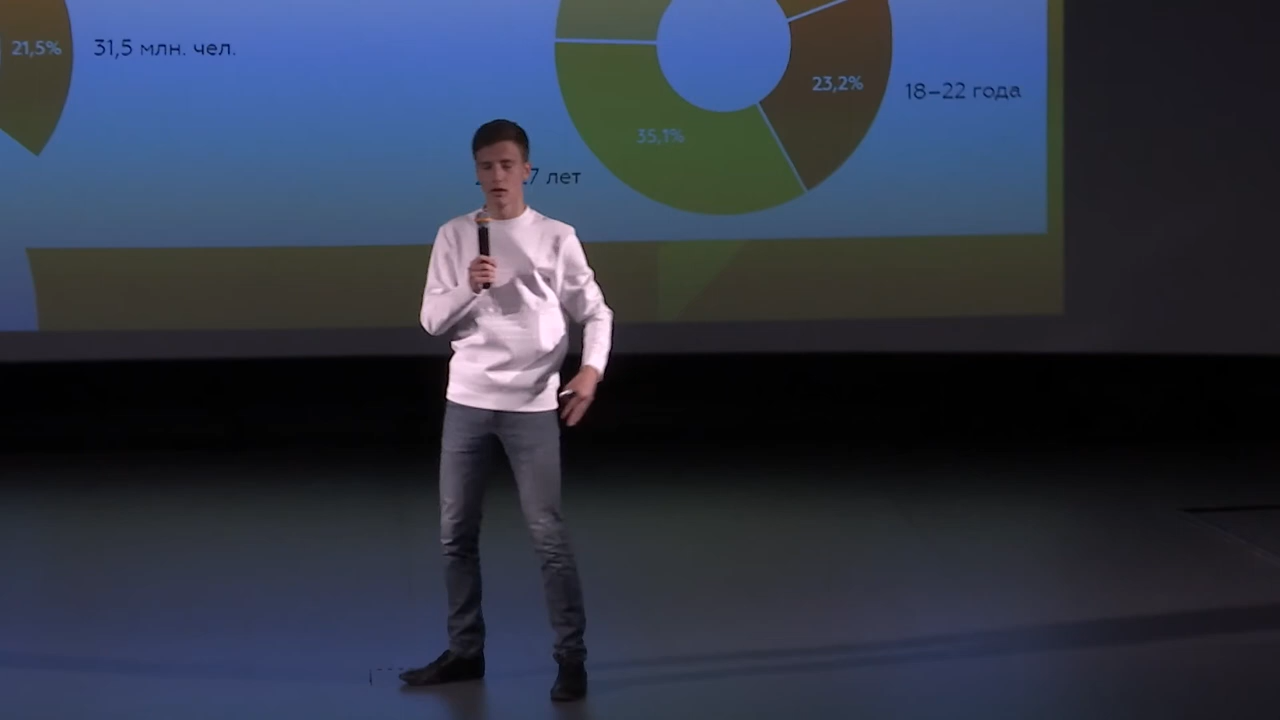 21,5%
31,5 млн. чел.
23,2%
18–22 года
35,1%
лет